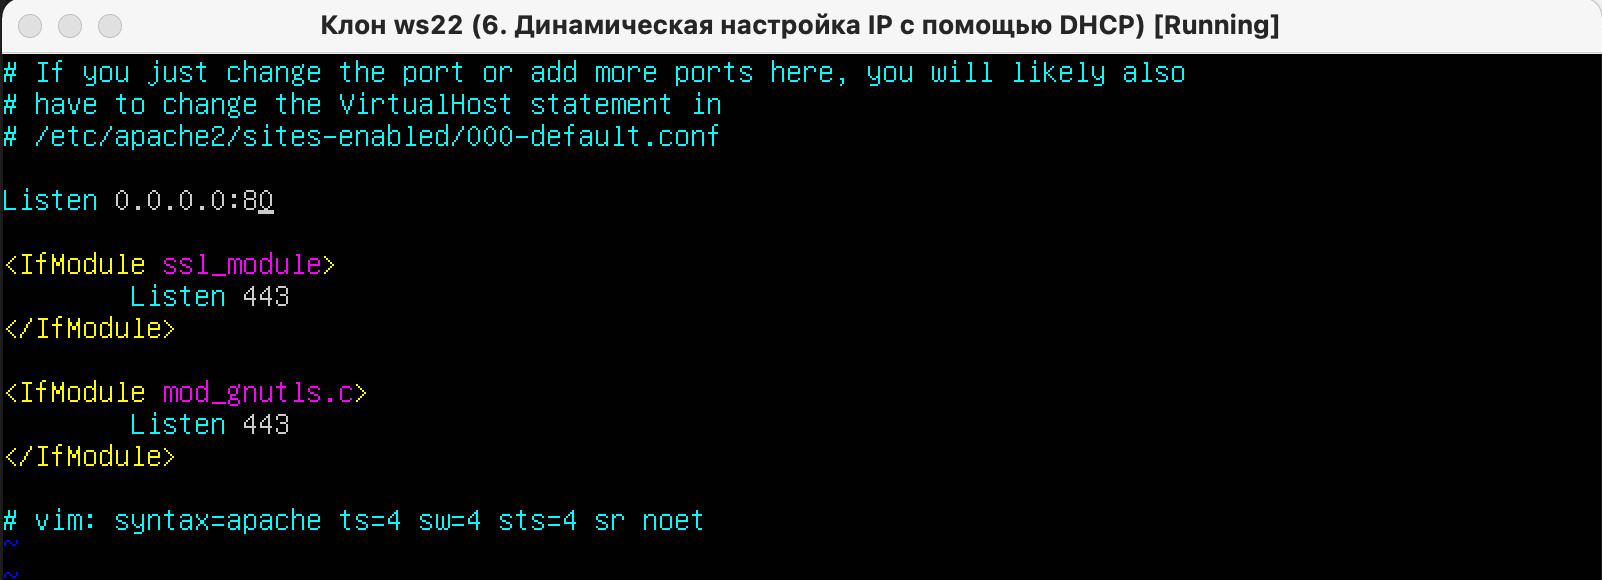 Клон ws22 (6. Динамическая настройка IP с помощью DHCP) [Running]
# If you just change the port or add more ports here, you will likely also
# have to change the VirtualHost statement in
# /etc/apache2/sites-enabled/000-default.conf
Listen 0.0.0.0:80
<IfModule ssl_module>
        Listen 443
</IfModule>
<IfModule mod_gnutls.c>
        Listen 443
</IfModule>
# vim: syntax=apache ts=4 sw=4 sts=4 sr noet
~
~